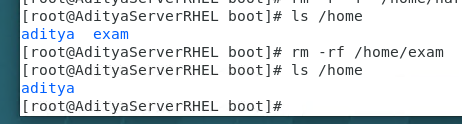 [root@AdityaServerRHEL boot]# ls /home
aditya  exam
[root@AdityaServerRHEL boot]# rm -rf /home/exam
[root@AdityaServerRHEL boot]# ls /home
aditya
[root@AdityaServerRHEL boot]#